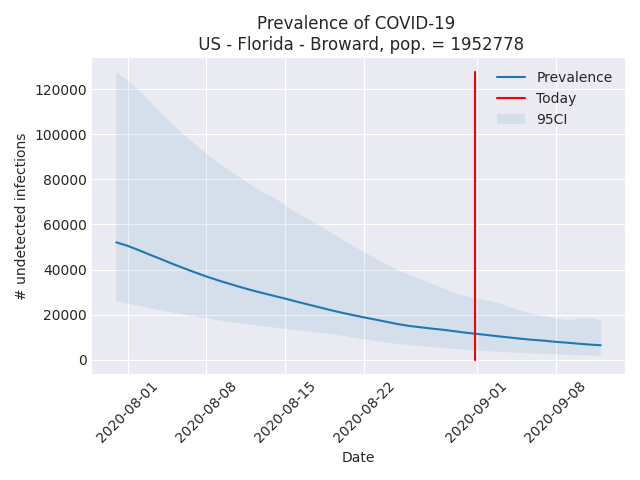 Prevalence of COVID-19
US - Florida - Broward, pop. = 1952778
Prevalence
Today
95CI
# undetected infections
120000
100000
80000
60000
40000
20000
0
2020-08-01
2020-08-08
2020-08-15
2020-08-22
2020-09-01
2020-09-08
Date